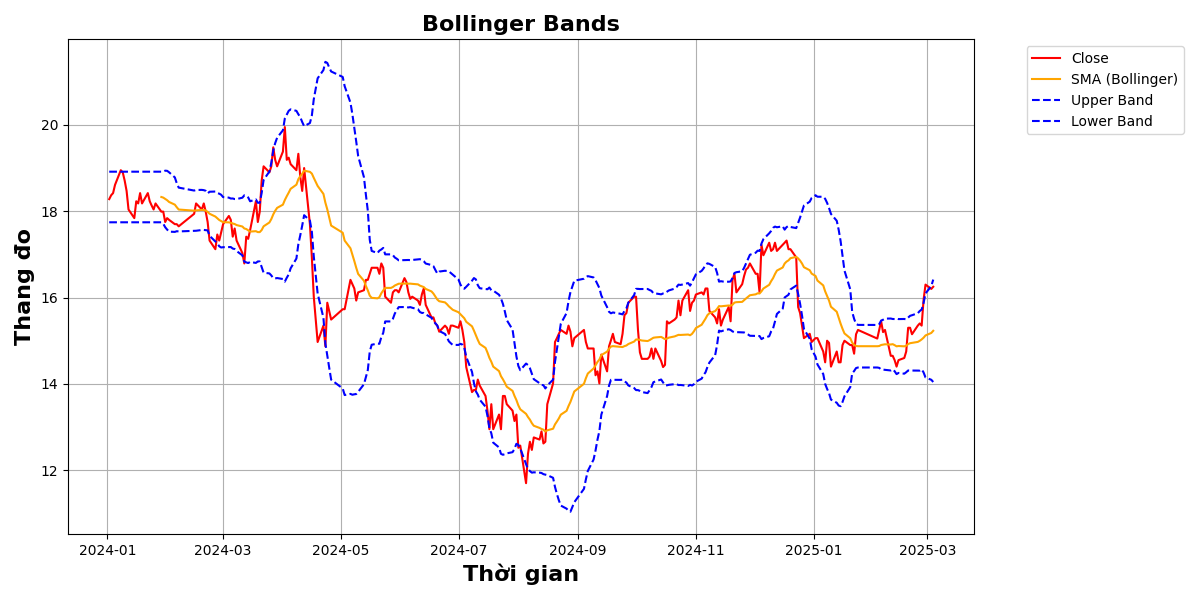 Bollinger Bands
Close
SMA (Bollinger)
Upper Band
Lower Band
Thang đo
20
18
16
14
12
2024-01
2024-03
2024-05
2024-07
2024-09
2024-11
2025-01
2025-03
Thời gian